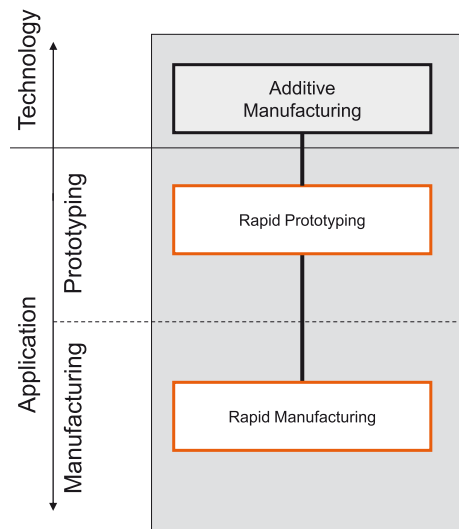 Technology
Additive
Manufacturing
Application
Prototyping
Rapid Prototyping
Manufacturing
Rapid Manufacturing